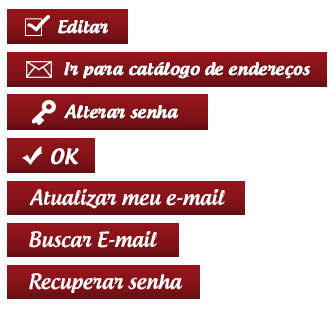 Editar
Ir para catálogo de endereços
Alterar senha
OK
Atualizar meu e-mail
Buscar E-mail
Recuperar senha